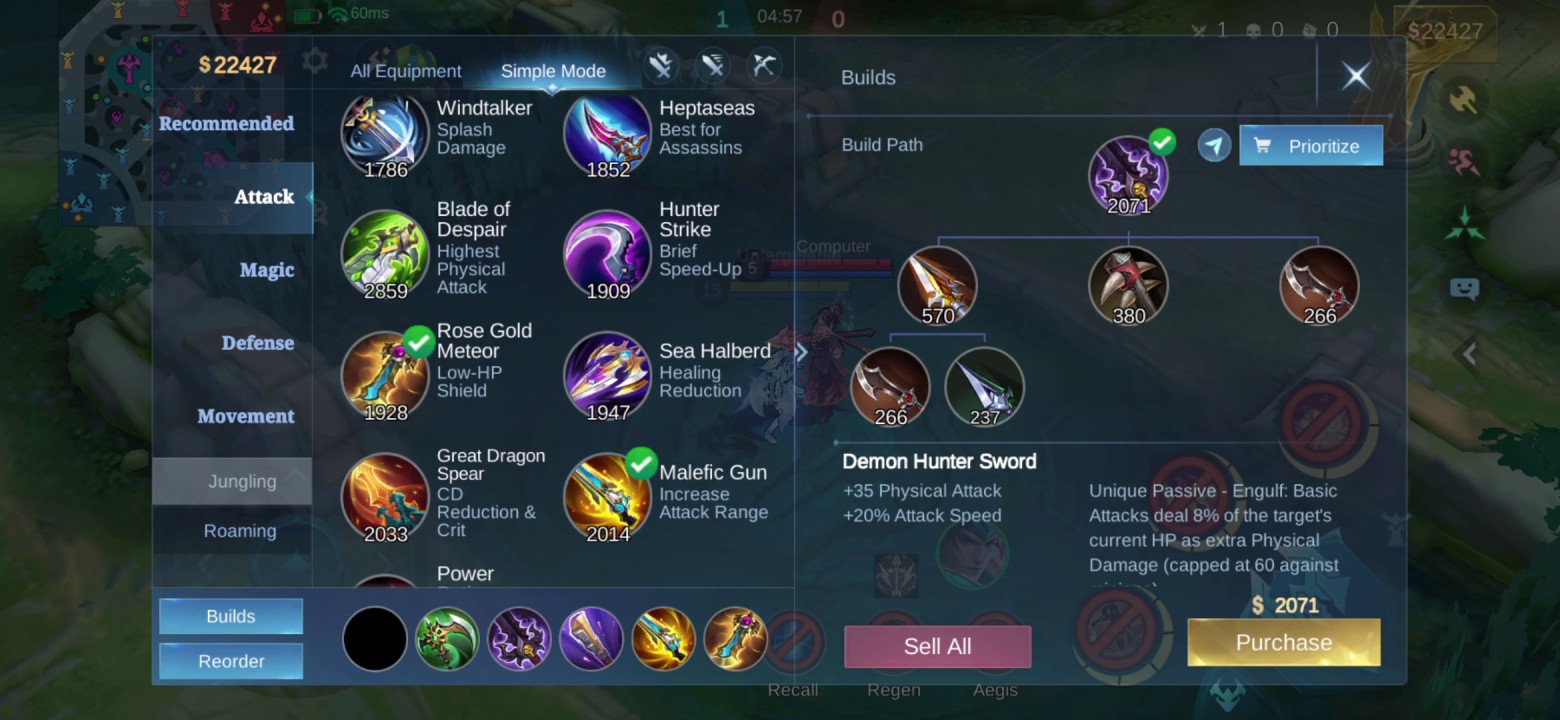 60ms
1
04:57
0
1
0
0
$22427
$22427
All Equipment
Simple Mode
Recommended
Attack
Magic
Defense
Movement
Jungling
Roaming
Windtalker
Splash
Damage
1786
Heptaseas
Best for
Assassins
1852
Blade of
Despair
Highest
Physical
Attack
2859
Hunter
Strike
Brief
Speed-Up
1909
Rose Gold
Meteor
Low-HP
Shield
1928
Sea Halberd
Healing
Reduction
1947
Great Dragon
Spear
CD
Reduction &
Crit
2033
Malefic Gun
Increase
Attack Range
2014
Power
Builds
Reorder
Computer
5
15
Builds
Build Path
2071
Prioritize
570
380
266
266
237
Demon Hunter Sword
+35 Physical Attack
+20% Attack Speed
Unique Passive - Engulf: Basic
Attacks deal 8% of the target's
current HP as extra Physical
Damage (capped at 60 against
$ 2071
Sell All
Purchase
Recall
Regen
Aegis